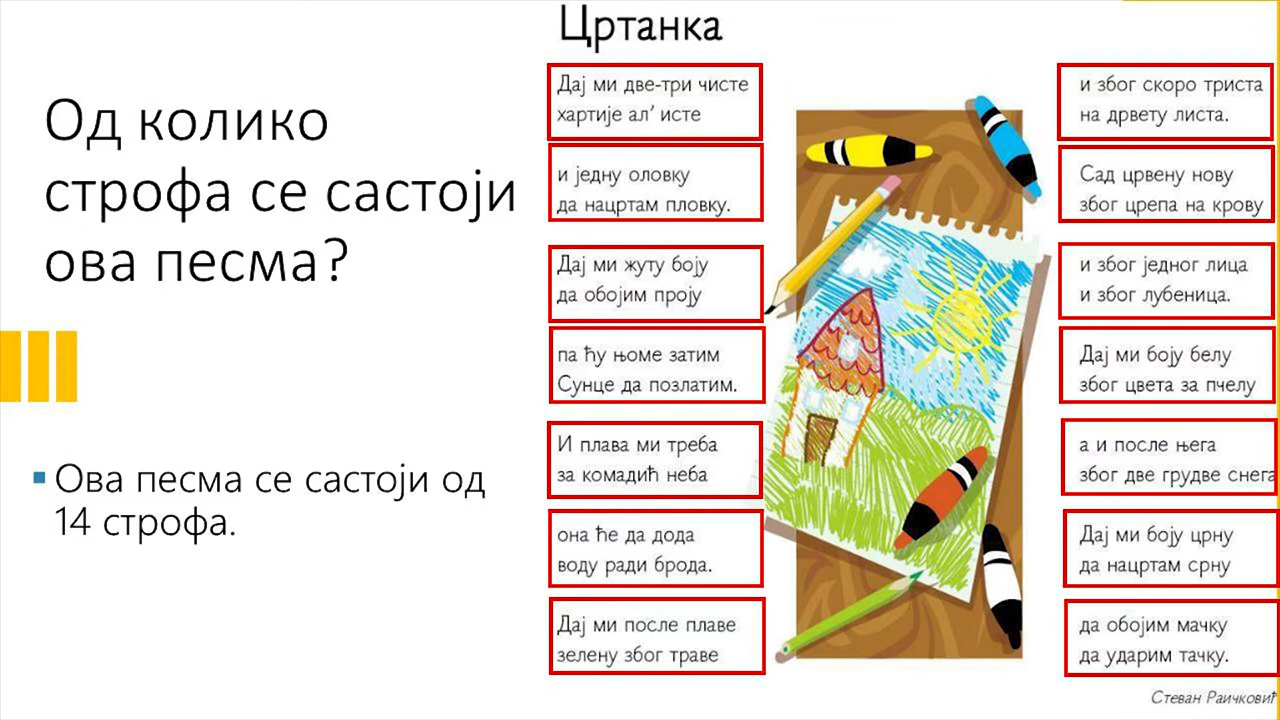 Од колико
строфа се састоји
ова песма?
▪ Ова песма се састоји од
14 строфа.
Цртанка
Дај ми две-три чисте
хартије ал’ исте
и једну оловку
да нацртам пловку.
Дај ми жуту боју
да обојим проју
па ћу њоме затим
Сунце да позлатим.
И плава ми треба
за комадић неба
она ће да дода
воду ради брода.
Дај ми после плаве
зелену због траве
и због скоро триста
на дрвету листа.
Сад црвену нову
због црепа на крову
и због једног лица
и због лубеница.
Дај ми боју белу
због цвета за пчелу
а и после њега
због две грудве снега
Дај ми боју црну
да нацртам срну
да обојим мачку
да ударим тачку.
Стеван Раичковић